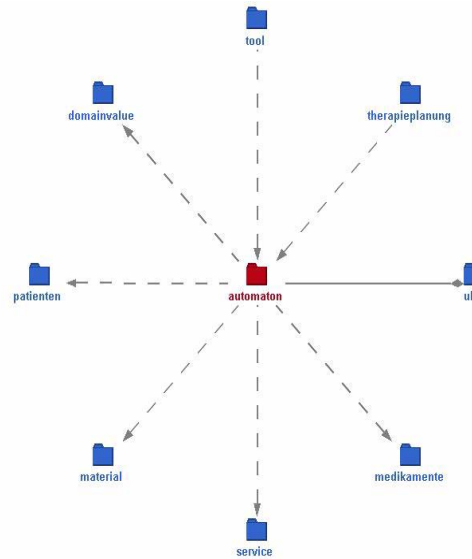 tool
domainvalue
therapieplanung
patienten
automaton
material
medikamente
service